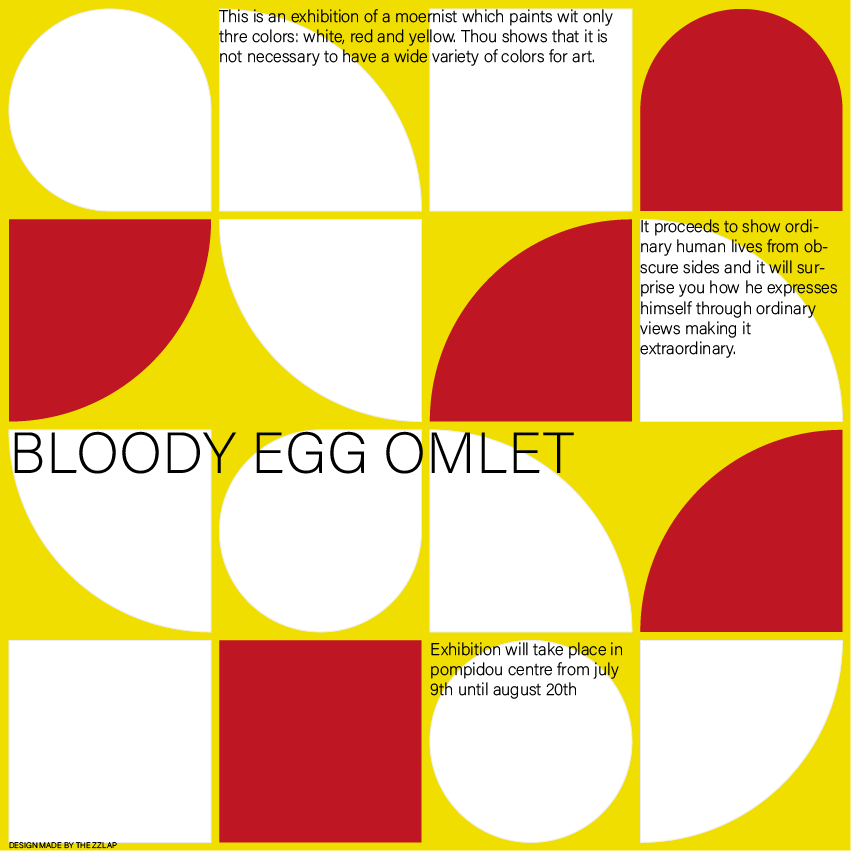 This is an exhibition of a moernist which paints wit only
thre colors: white, red and yellow. Thou shows that it is
not necessary to have a wide variety of colors for art.
It proceeds to show ordi-
nary human lives from ob-
scure sides and it will sur-
prise you how he expresses
himself through ordinary
views making it
extraordinary.
BLOODY EGG OMLET
Exhibition will take place in
pompidou centre from july
9th until august 20th
DESIGN MADE BY THEZZLAP